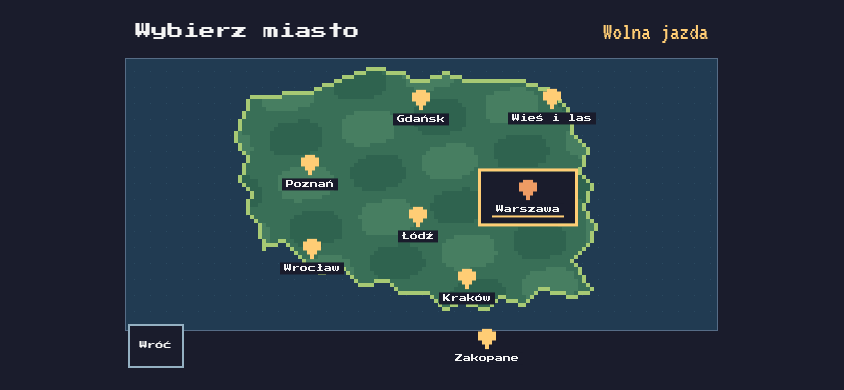 Wybierz miasto
Wolna jazda
Gdańsk
Wieś i las
Poznań
Warszawa
Łódź
Wrocław
Kraków
Wróć
Zakopane